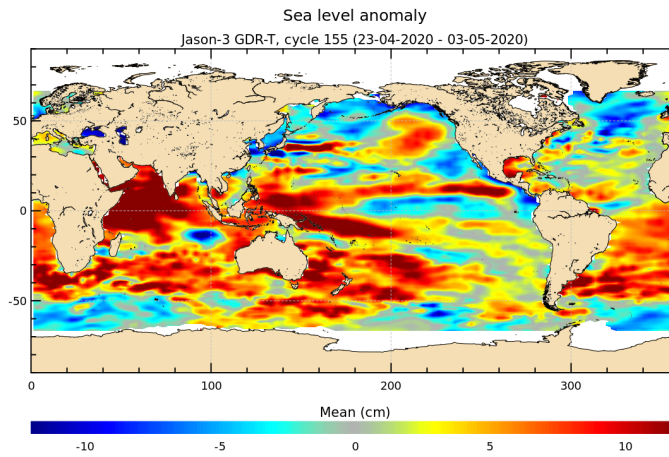 Sea level anomaly
Jason-3 GDR-T, cycle 155 (23-04-2020 - 03-05-2020)
50
0
-50
0 100 200 300
Mean (cm)
-10 -5 0 5 10